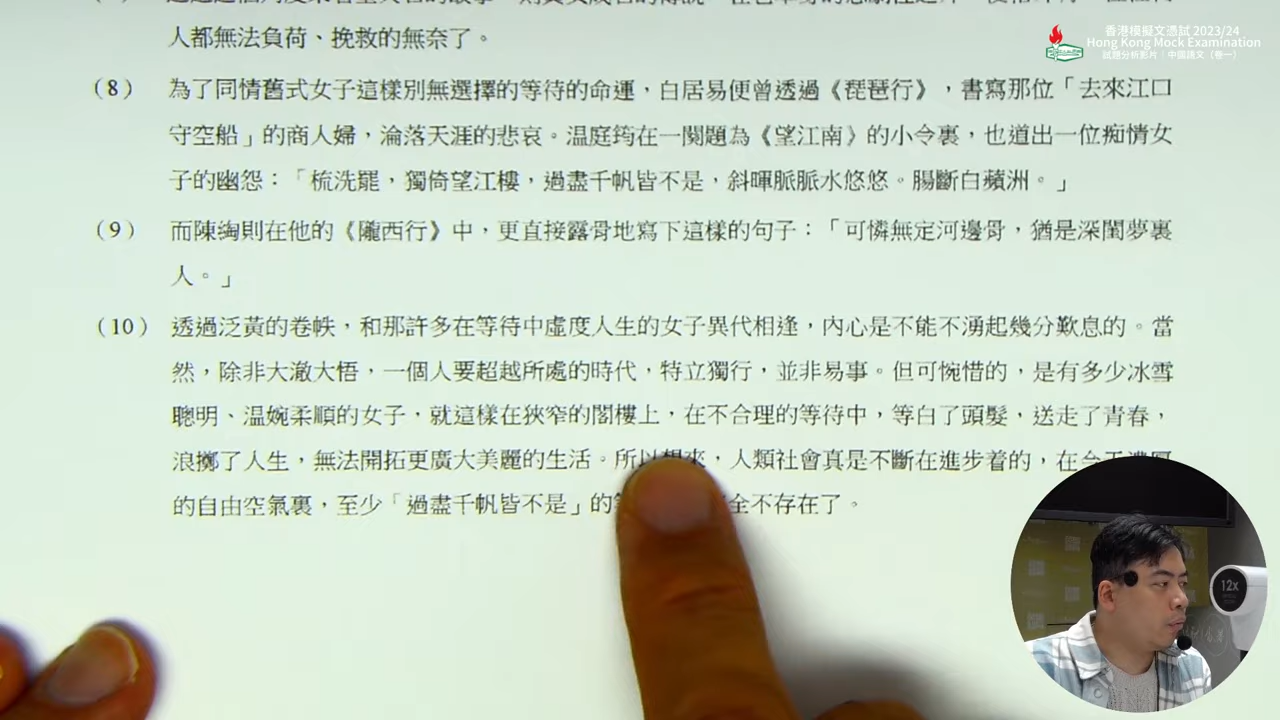 香港模擬文憑試 2023/24
Hong Kong Mock Examination
試題分析影片｜中國語文（卷一）
人都無法負荷、挽救的無奈了。
（8） 為了同情舊式女子這樣別無選擇的等待的命運，白居易便曾透過《琵琶行》，書寫那位「去來江口
守空船」的商人婦，淪落天涯的悲哀。温庭筠在一闋題為《望江南》的小令裏，也道出一位痴情女
子的幽怨：「梳洗罷，獨倚望江樓，過盡千帆皆不是，斜暉脈脈水悠悠。腸斷白蘋洲。」
（9） 而陳綯則在他的《隴西行》中，更直接露骨地寫下這樣的句子：「可憐無定河邊骨，猶是深閨夢裏
人。」
（10） 透過泛黃的卷帙，和那許多在等待中虛度人生的女子異代相逢，內心是不能不湧起幾分歎息的。當
然，除非大澈大悟，一個人要超越所處的時代，特立獨行，並非易事。但可惋惜的，是有多少冰雪
聰明、温婉柔順的女子，就這樣在狹窄的閣樓上，在不合理的等待中，等白了頭髮，送走了青春，
浪擲了人生，無法開拓更廣大美麗的生活。所以想來，人類社會真是不斷在進步着的，在
的自由空氣裏，至少「過盡千帆皆不是」的 全不存在了。
12x